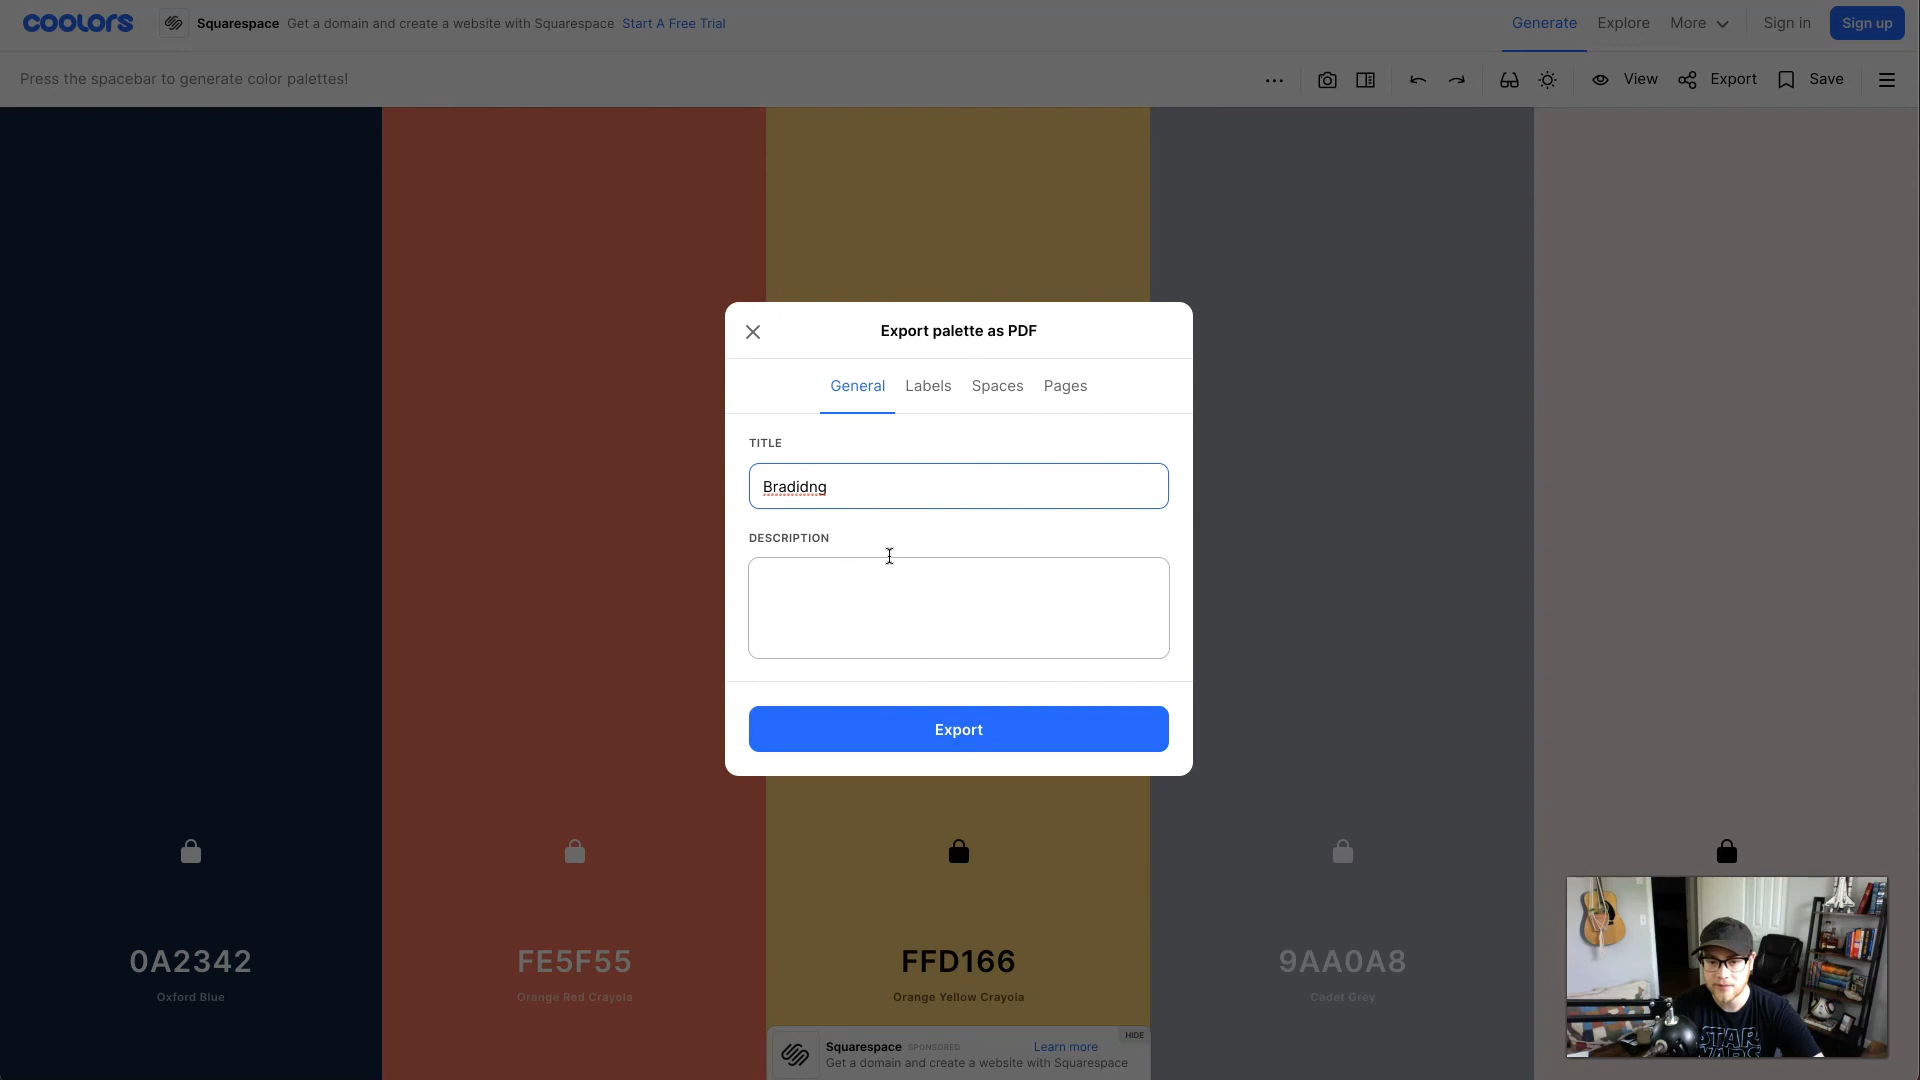 coolors
Squarespace Get a domain and create a website with Squarespace Start A Free Trial
Generate Explore More Sign in Sign up
Press the spacebar to generate color palettes!
View Export Save
Export palette as PDF
General Labels Spaces Pages
TITLE
Bradidng
DESCRIPTION
Export
0A2342
Oxford Blue
FE5F55
Orange Red Crayola
FFD166
Orange Yellow Crayola
9AA0A8
Cadet Grey
HIDE
Squarespace SPONSORED Learn more
Get a domain and create a website with Squarespace
STAR
WARS